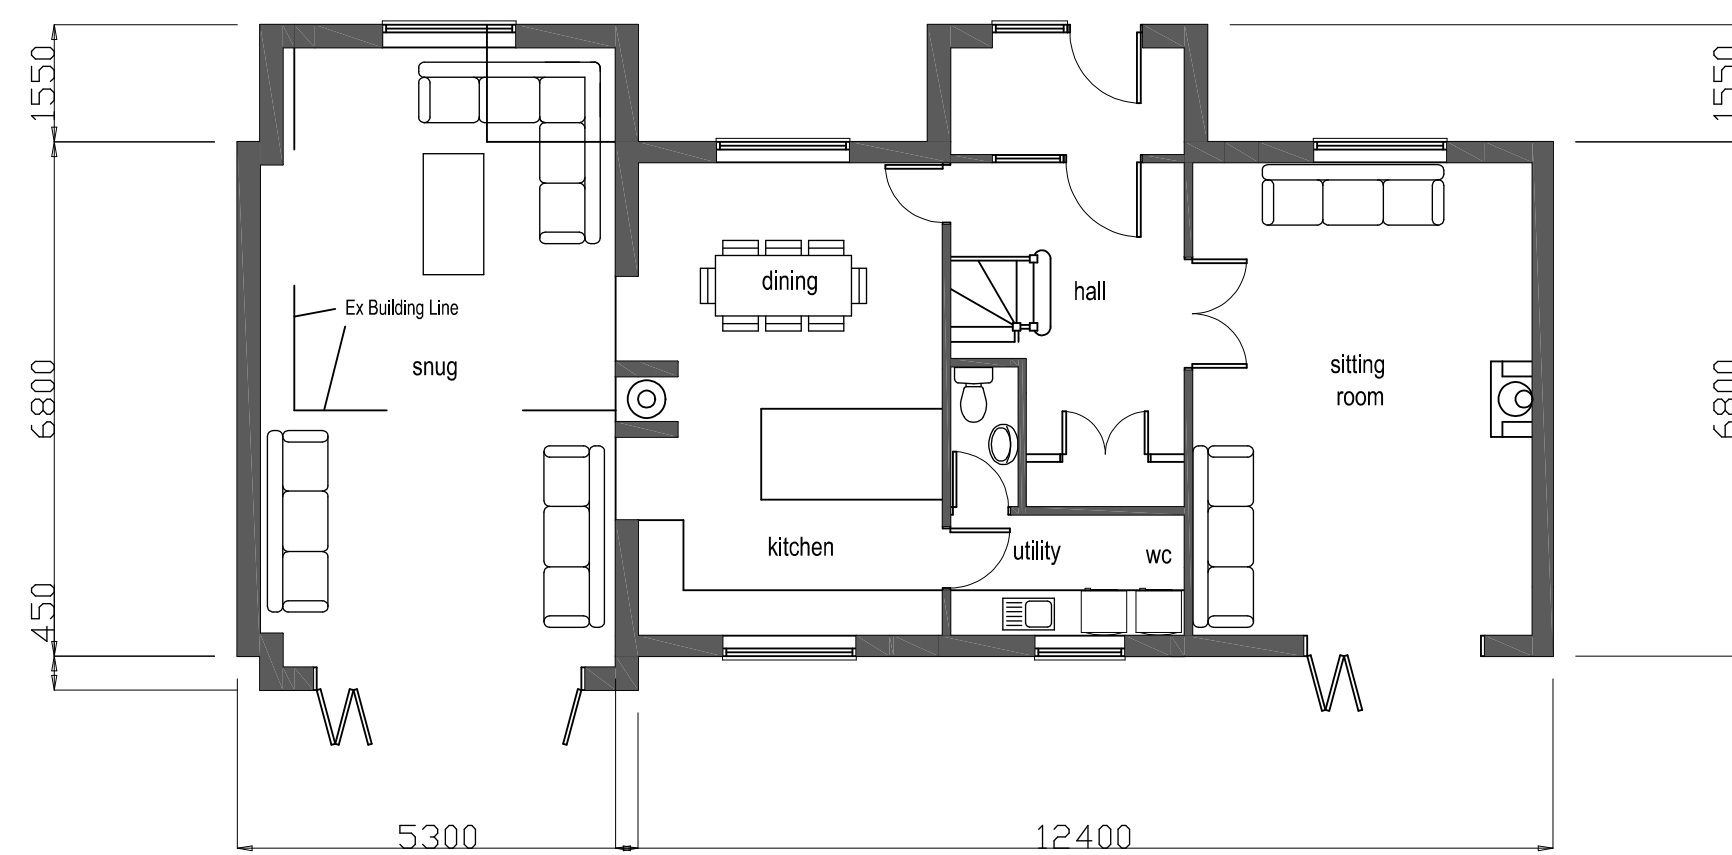 1550
1550
dining
hall
Ex Building Line
snug
sitting
room
6800
6800
kitchen
utility
wc
450
5300
12400